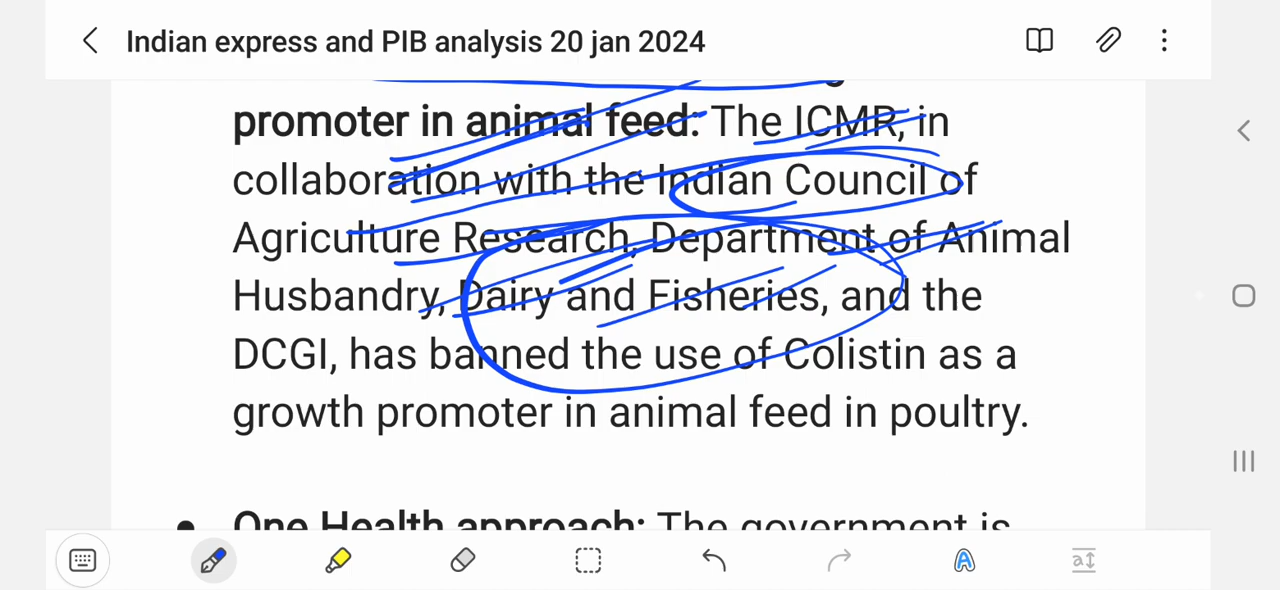 Indian express and PIB analysis 20 jan 2024
promoter in animal feed: The ICMR, in
collaboration with the Indian Council of
Agriculture Research, Department of Animal
Husbandry, Dairy and Fisheries, and the
DCGI, has banned the use of Colistin as a
growth promoter in animal feed in poultry.
One Health approach: The government is